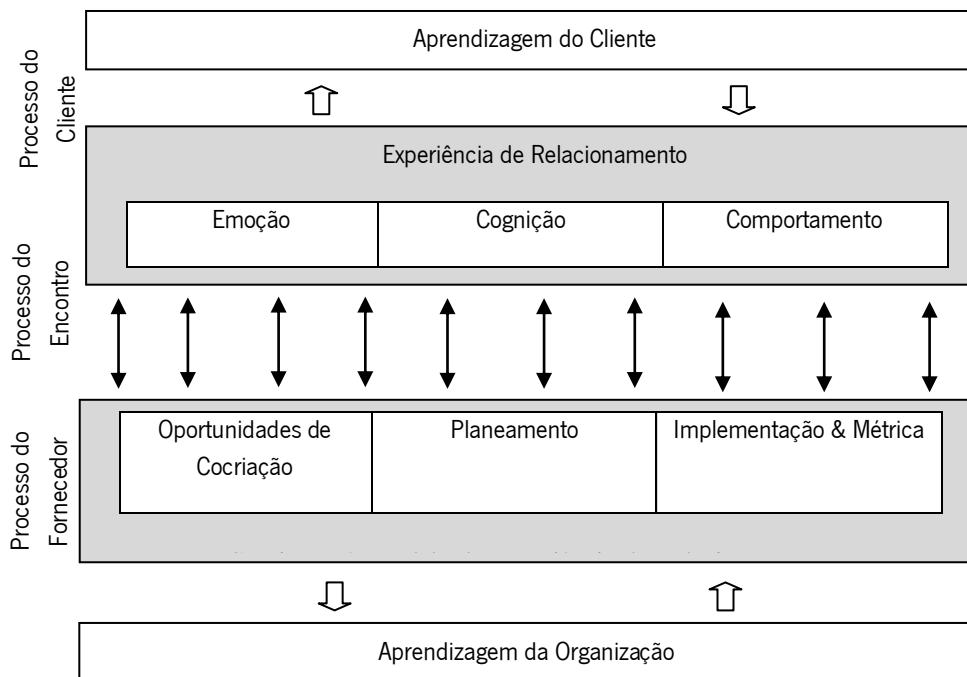 Aprendizagem do Cliente
Processo do
Cliente
Experiência de Relacionamento
Emoção
Cognição
Comportamento
Processo do
Encontro
Oportunidades de
Cocriação
Planeamento
Implementação & Métrica
Processo do
Fornecedor
Aprendizagem da Organização